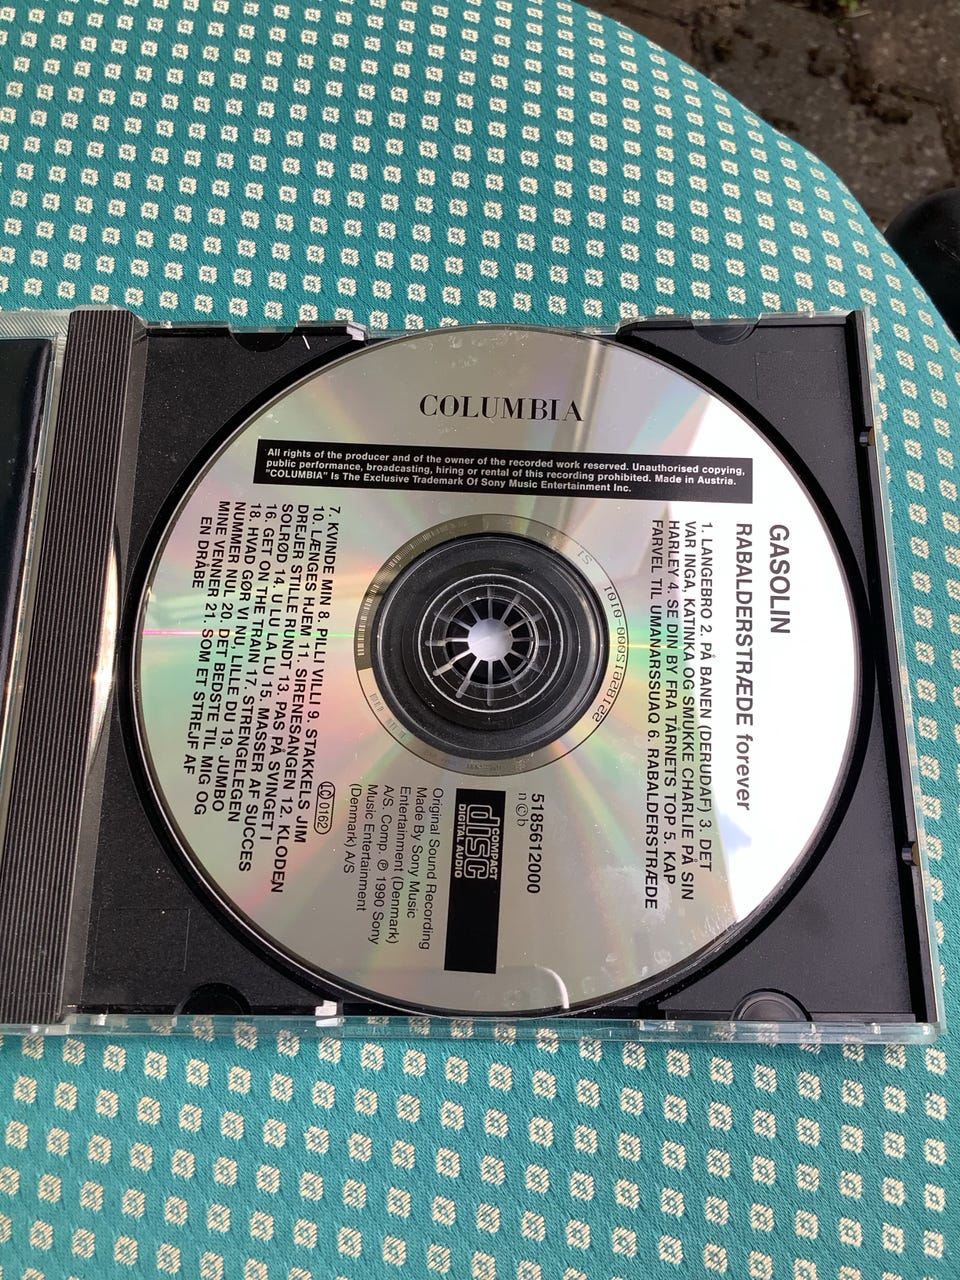 COLUMBIA
All rights of the producer and of the owner of the recorded work reserved. Unauthorised copying,
public performance, broadcasting, hiring or rental of this recording prohibited. Made in Austria.
"COLUMBIA" Is The Exclusive Trademark Of Sony Music Entertainment Inc.
GASOLIN
RABALDERSTRÆDE forever
1. LANGEBRO 2. PÅ BANEN (DERUDAF) 3. DET
VAR INGA, KATINKA OG SMUKKE CHARLIE PÅ SIN
HARLEY 4. SE DIN BY FRA TÅRNETS TOP 5. KAP
FARVEL TIL UMANARSSUAQ 6. RABALDERSTRÆDE
5185612000
n©b
COMPACT
disc
DIGITAL AUDIO
Original Sound Recording
Made By Sony Music
Entertainment (Denmark)
A/S. Comp. ℗ 1990 Sony
Music Entertainment
(Denmark) A/S
LC 0162
7. KVINDE MIN 8. PILLI VILLI 9. STAKKELS JIM
10. LÆNGES HJEM 11. SIRENESANGEN 12. KLODEN
DREJER STILLE RUNDT 13. PAS PÅ SVINGET I
SOLRØD 14. U LU LA LU 15. MASSER AF SUCCES
16. GET ON THE TRAIN 17. STRENGELEGEN
18. HVAD GØR VI NU, LILLE DU 19. JUMBO
NUMMER NUL 20. DET BEDSTE TIL MIG OG
MINE VENNER 21. SOM ET STREJF AF
EN DRÅBE